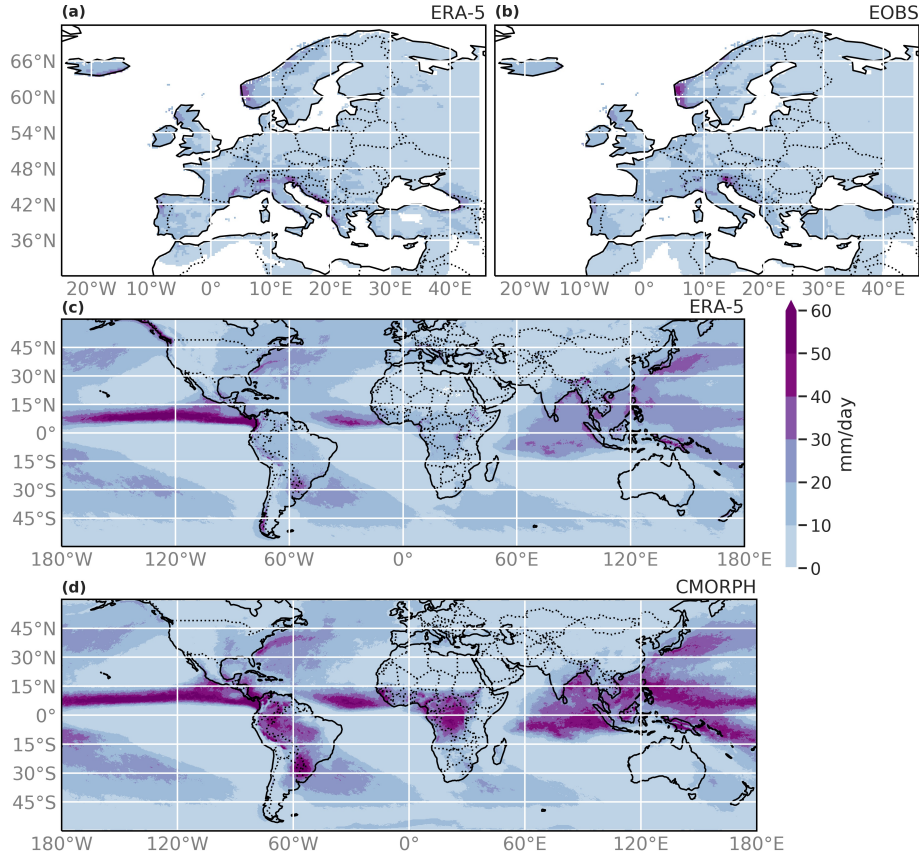 (a) ERA-5 (b) EOBS
66°N
60°N
54°N
48°N
42°N
36°N
20°W 10°W 0° 10°E 20°E 30°E 40°E 20°W 10°W 0° 10°E 20°E 30°E 40°E
(c) ERA-5
45°N
30°N
15°N
0°
15°S
30°S
45°S
180°W 120°W 60°W 0° 60°E 120°E 180°E
60
50
40
30
20
10
0
mm/day
(d) CMORPH
45°N
30°N
15°N
0°
15°S
30°S
45°S
180°W 120°W 60°W 0° 60°E 120°E 180°E